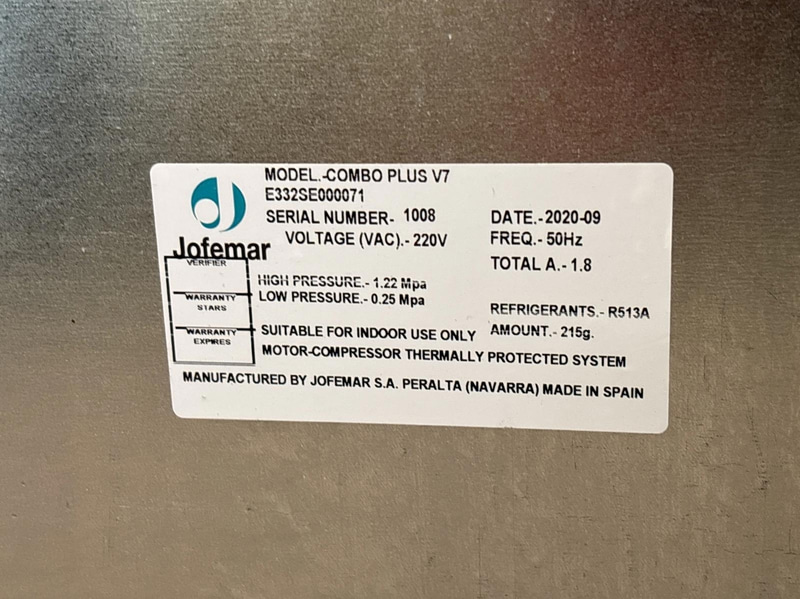 MODEL.-COMBO PLUS V7
E332SE000071
SERIAL NUMBER- 1008 DATE.-2020-09
VOLTAGE (VAC).- 220V FREQ.- 50Hz
Jofemar TOTAL A.- 1.8
VERIFIER
HIGH PRESSURE.- 1.22 Mpa
WARRANTY STARS
LOW PRESSURE.- 0.25 Mpa REFRIGERANTS.- R513A
WARRANTY EXPIRES
SUITABLE FOR INDOOR USE ONLY AMOUNT.- 215g.
MOTOR-COMPRESSOR THERMALLY PROTECTED SYSTEM
MANUFACTURED BY JOFEMAR S.A. PERALTA (NAVARRA) MADE IN SPAIN